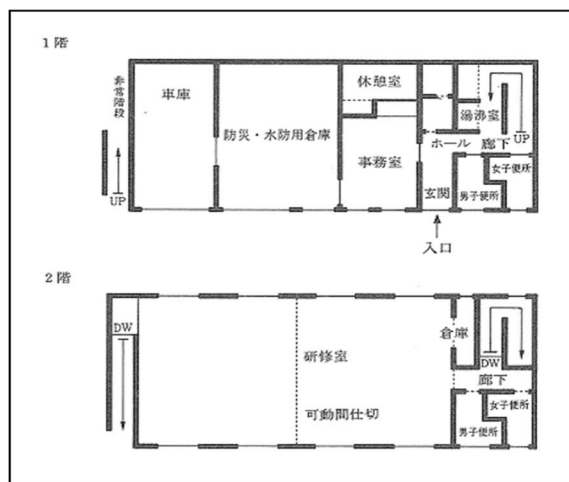 1階
非常階段
UP
車庫
防災・水防用倉庫
休憩室
事務室
湯沸室
ホール
廊下
UP
玄関
男子便所
女子便所
入口
2階
DW
研修室
可動間仕切
倉庫
DW
廊下
男子便所
女子便所